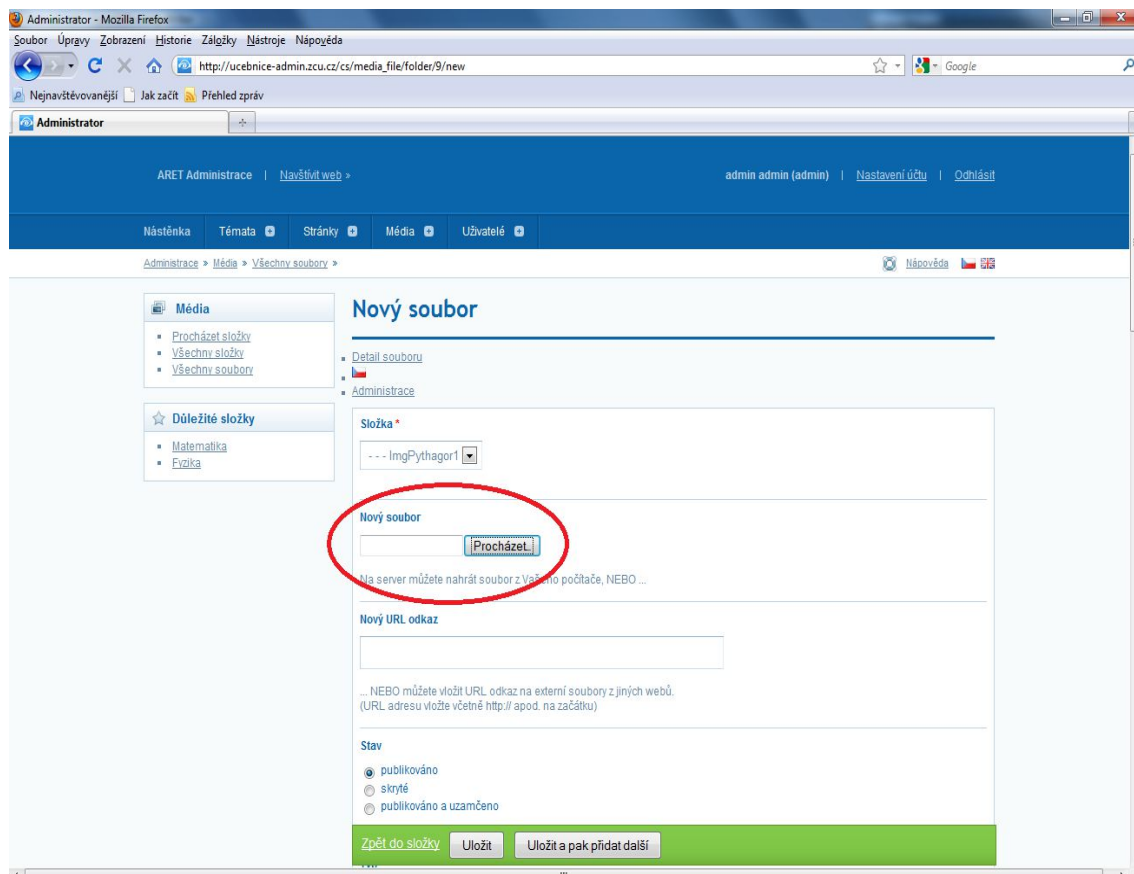 Administrator - Mozilla Firefox
Soubor Úpravy Zobrazení Historie Záložky Nástroje Nápověda
http://ucebnice-admin.zcu.cz/cs/media_file/folder/9/new
Google
Nejnavštěvovanější Jak začít Přehled zpráv
Administrator
ARET Administrace | Navštívit web »
admin admin (admin) | Nastavení účtu | Odhlásit
Nástěnka Témata Stránky Média Uživatelé
Administrace » Média » Všechny soubory »
Nápověda
Média
Procházet složky
Všechny složky
Všechny soubory
Důležité složky
Matematika
Fyzika
Nový soubor
Detail souboru
Administrace
Složka *
- - - ImgPythagor1
Nový soubor
Procházet..
Na server můžete nahrát soubor z Vašeho počítače, NEBO ...
Nový URL odkaz
... NEBO můžete vložit URL odkaz na externí soubory z jiných webů.
(URL adresu vložte včetně http:// apod. na začátku)
Stav
publikováno
skryté
publikováno a uzamčeno
Zpět do složky Uložit Uložit a pak přidat další